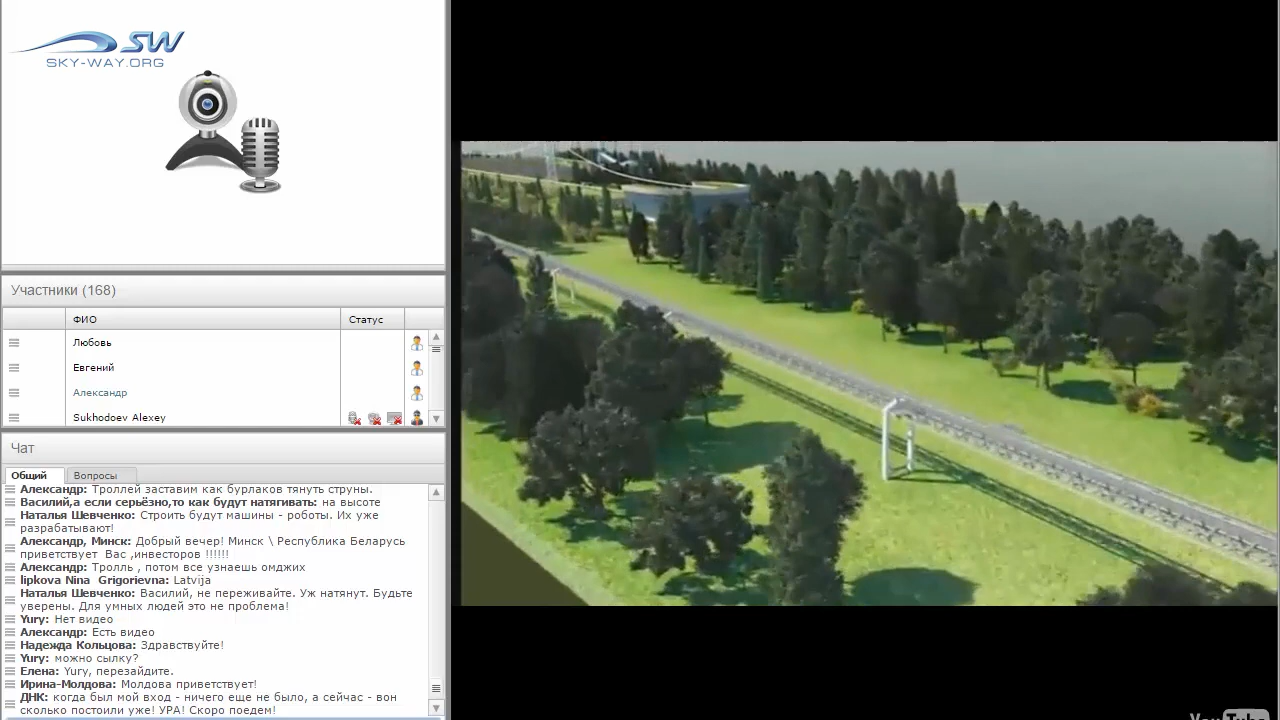 SW
SKY-WAY.ORG
Участники (168)
ФИО Статус
Любовь
Евгений
Александр
Sukhodoev Alexey
Чат
Общий Вопросы
Александр: Троллей заставим как бурлаков тянуть струны.
Василий,а если серьёзно,то как будут натягивать: на высоте
Наталья Шевченко: Строить будут машины - роботы. Их уже
разрабатывают!
Александр, Минск: Добрый вечер! Минск \ Республика Беларусь
приветствует Вас ,инвесторов !!!!!!
Александр: Тролль , потом все узнаешь омджих
lipkova Nina Grigorievna: Latvija
Наталья Шевченко: Василий, не переживайте. Уж натянут. Будьте
уверены. Для умных людей это не проблема!
Yury: Нет видео
Александр: Есть видео
Надежда Кольцова: Здравствуйте!
Yury: можно сылку?
Елена: Yury, перезайдите.
Ирина-Молдова: Молдова приветствует!
ДНК: когда был мой вход - ничего еще не было, а сейчас - вон
сколько постоили уже! УРА! Скоро поедем!
YouTube